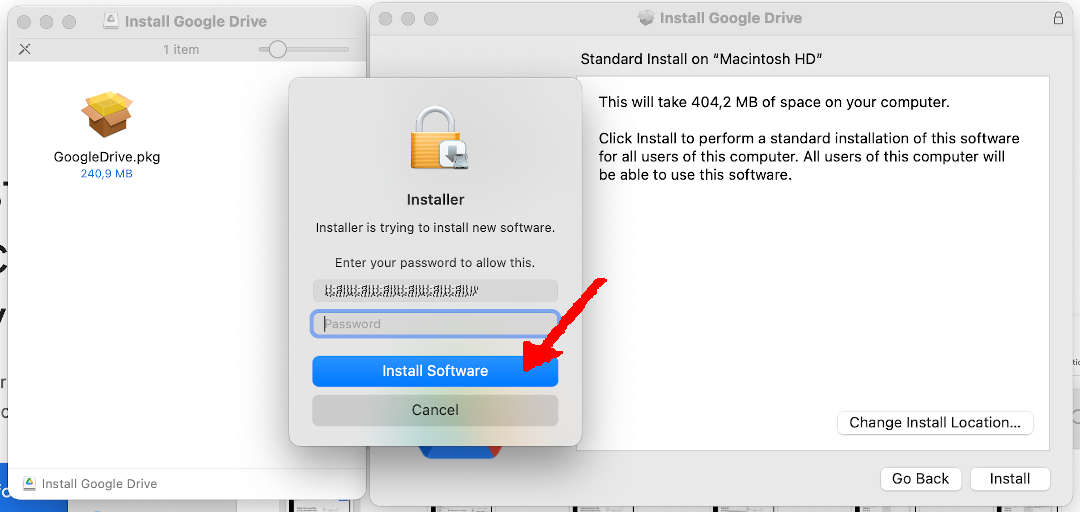 Install Google Drive
1 item
GoogleDrive.pkg
240,9 MB
Install Google Drive
Install Google Drive
Standard Install on “Macintosh HD”
This will take 404,2 MB of space on your computer.
Click Install to perform a standard installation of this software
for all users of this computer. All users of this computer will
be able to use this software.
Change Install Location...
Go Back
Install
Installer
Installer is trying to install new software.
Enter your password to allow this.
Password
Install Software
Cancel